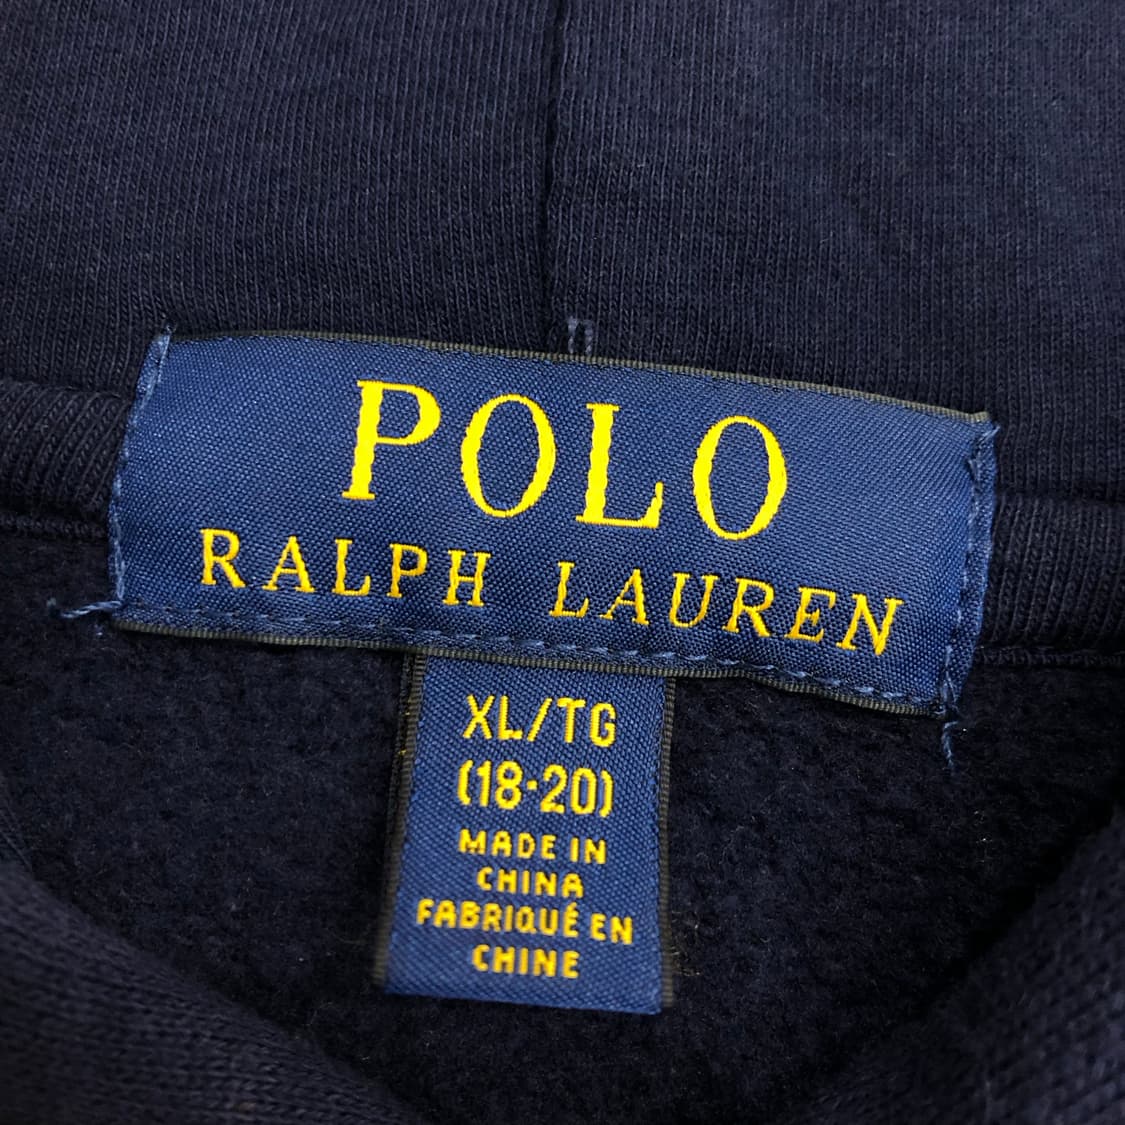 POLO
RALPH LAUREN
XL/TG
(18·20)
MADE IN
CHINA
FABRIQUÉ EN
CHINE